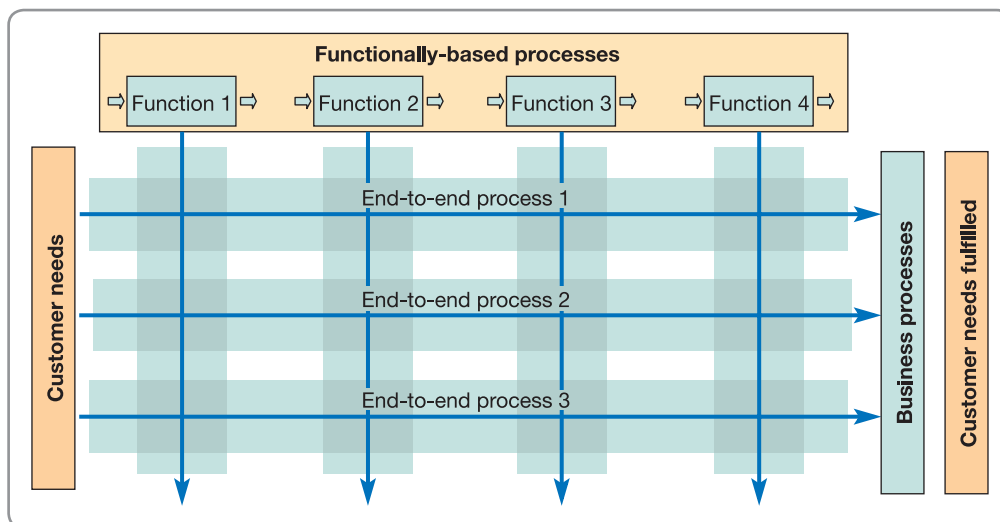 Functionally-based processes
Function 1
Function 2
Function 3
Function 4
Customer needs
End-to-end process 1
End-to-end process 2
End-to-end process 3
Business processes
Customer needs fulfilled